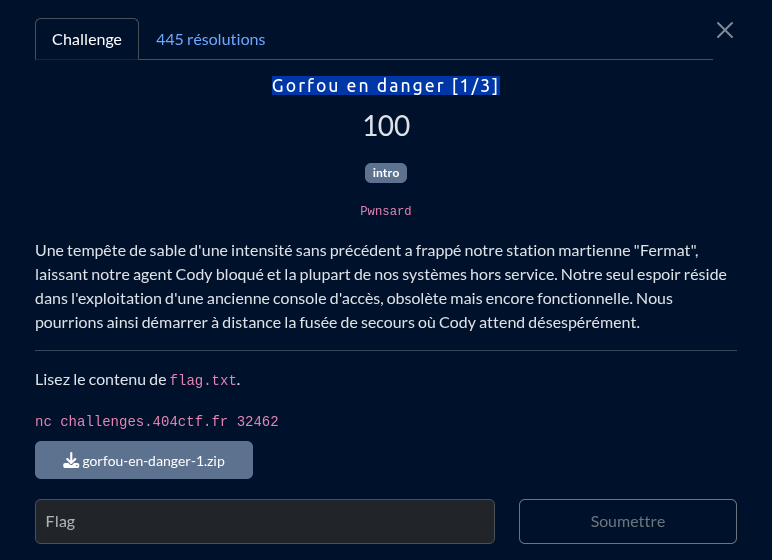 Challenge
445 résolutions
Gorfou en danger [1/3]
100
intro
Pwnsard
Une tempête de sable d'une intensité sans précédent a frappé notre station martienne "Fermat",
laissant notre agent Cody bloqué et la plupart de nos systèmes hors service. Notre seul espoir réside
dans l'exploitation d'une ancienne console d'accès, obsolète mais encore fonctionnelle. Nous
pourrions ainsi démarrer à distance la fusée de secours où Cody attend désespérément.
Lisez le contenu de flag.txt.
nc challenges.404ctf.fr 32462
gorfou-en-danger-1.zip
Flag
Soumettre